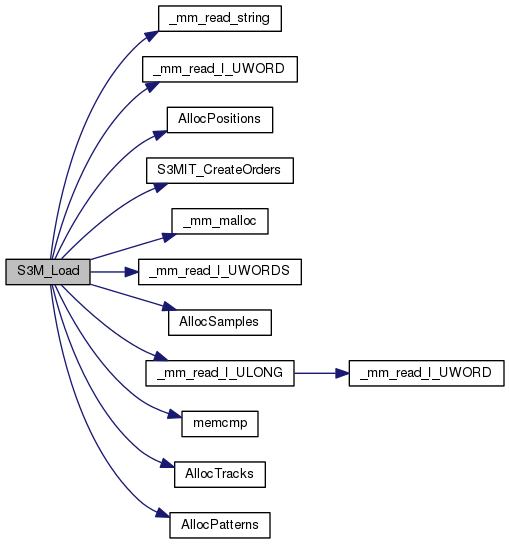 _mm_read_string
_mm_read_I_UWORD
AllocPositions
S3MIT_CreateOrders
_mm_malloc
S3M_Load
_mm_read_I_UWORDS
AllocSamples
_mm_read_I_ULONG
_mm_read_I_UWORD
memcmp
AllocTracks
AllocPatterns